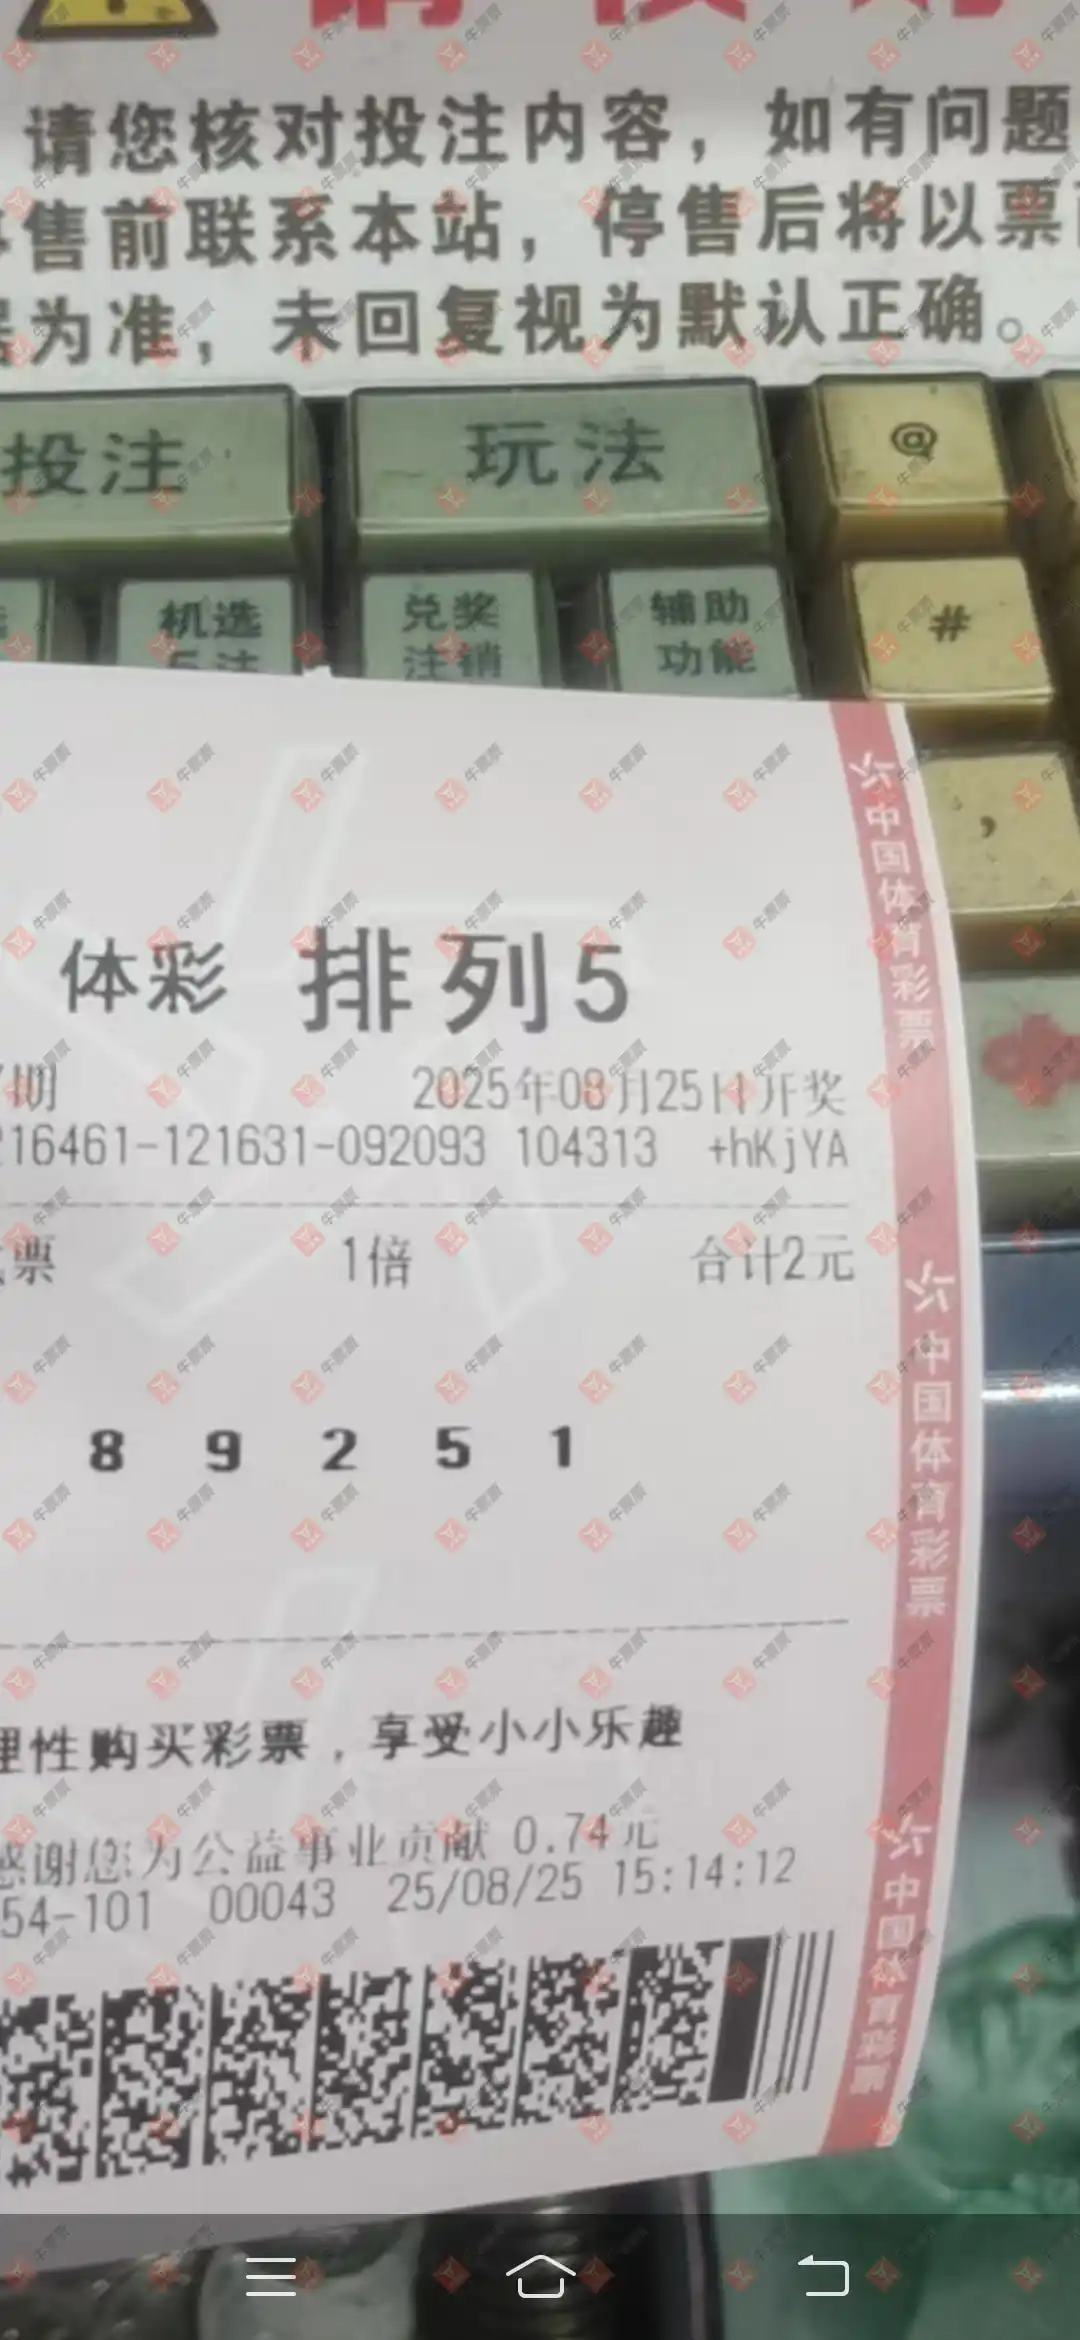 请您核对投注内容，如有问题
售前联系本站，停售后将以票
为准，未回复视为默认正确。
投注
玩法
@
机选
5注
兑奖
注销
辅助
功能
#
,
体彩 排列5
期 2025年08月25日开奖
216461-121631-092093 104313 +hKjYA
票 1倍 合计2元
8 9 2 5 1
理性购买彩票，享受小小乐趣
感谢您为公益事业贡献 0.74元
54-101 00043 25/08/25 15:14:12
中国体育彩票
中国体育彩票
中国体育彩票
牛票票